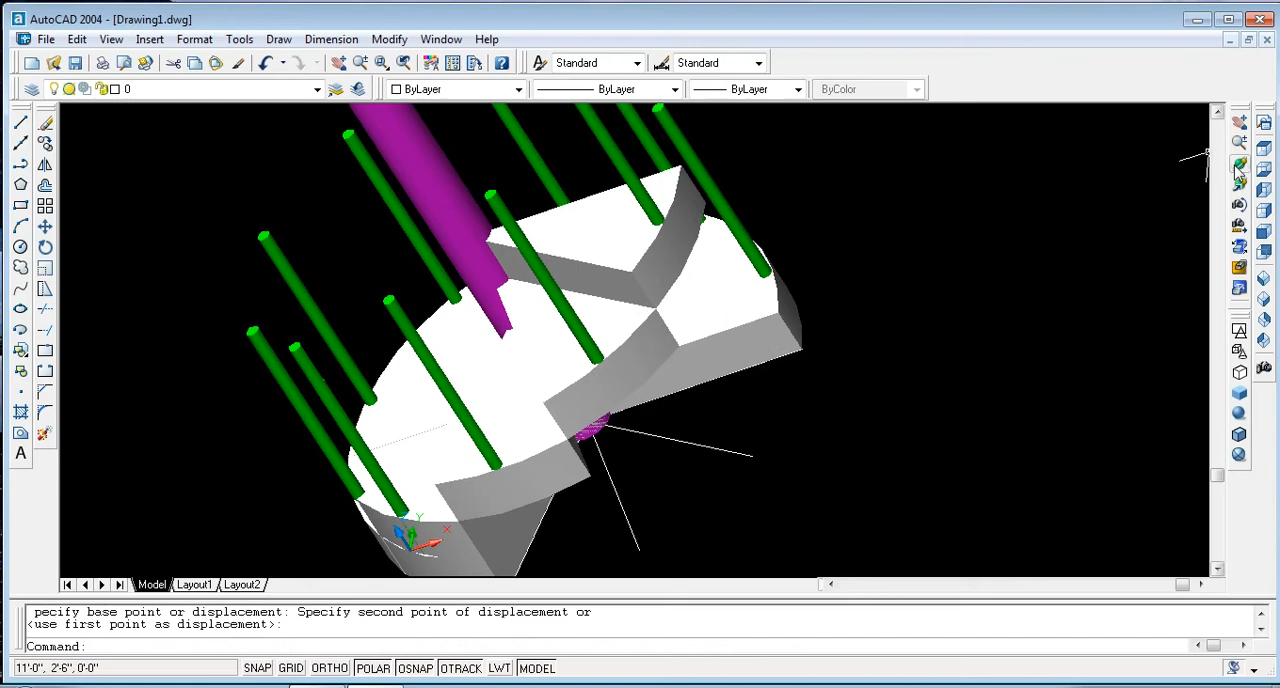 AutoCAD 2004 - [Drawing1.dwg]
File Edit View Insert Format Tools Draw Dimension Modify Window Help
Standard Standard
0 ByLayer ByLayer ByLayer ByColor
A
Y
X
Model Layout1 Layout2
pecify base point or displacement: Specify second point of displacement or
<use first point as displacement>:
Command:
11'-0", 2'-6", 0'-0" SNAP GRID ORTHO POLAR OSNAP OTRACK LWT MODEL